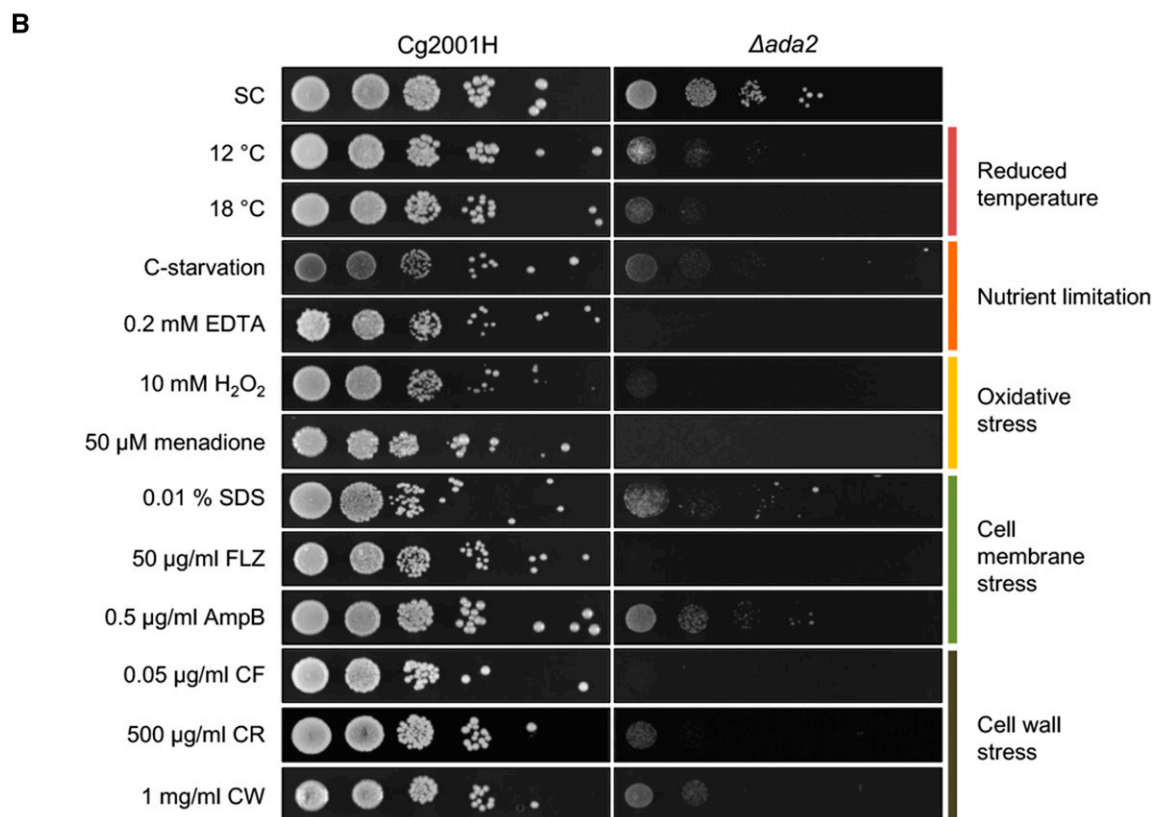 B
Cg2001H Δada2
SC
12 °C
18 °C
Reduced
temperature
C-starvation
0.2 mM EDTA
Nutrient limitation
10 mM H₂O₂
50 µM menadione
Oxidative
stress
0.01 % SDS
50 µg/ml FLZ
0.5 µg/ml AmpB
Cell
membrane
stress
0.05 µg/ml CF
500 µg/ml CR
1 mg/ml CW
Cell wall
stress